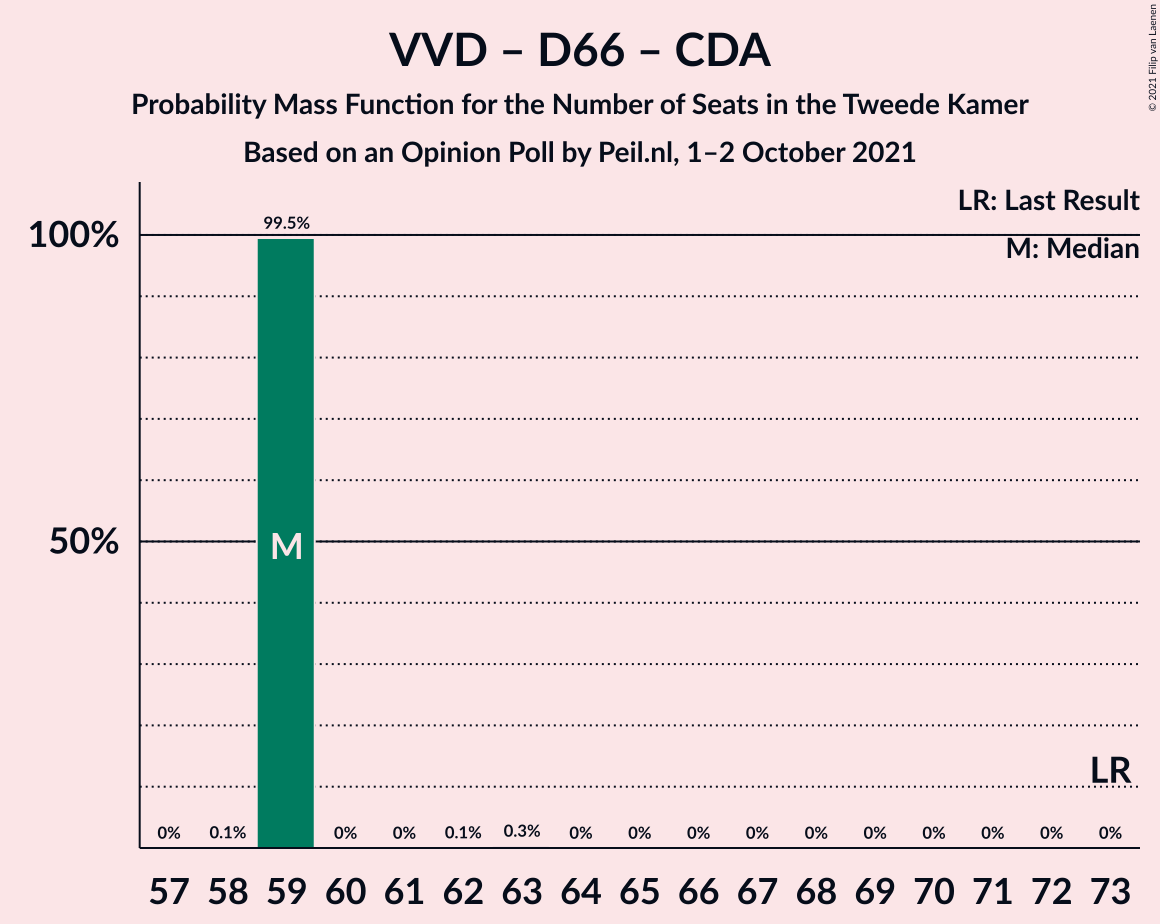 VVD – D66 – CDA
Probability Mass Function for the Number of Seats in the Tweede Kamer
Based on an Opinion Poll by Peil.nl, 1–2 October 2021
© 2021 Filip van Laenen
LR: Last Result
M: Median
100%
50%
99.5%
M
LR
0% 0.1% 0% 0% 0.1% 0.3% 0% 0% 0% 0% 0% 0% 0% 0% 0% 0%
57 58 59 60 61 62 63 64 65 66 67 68 69 70 71 72 73